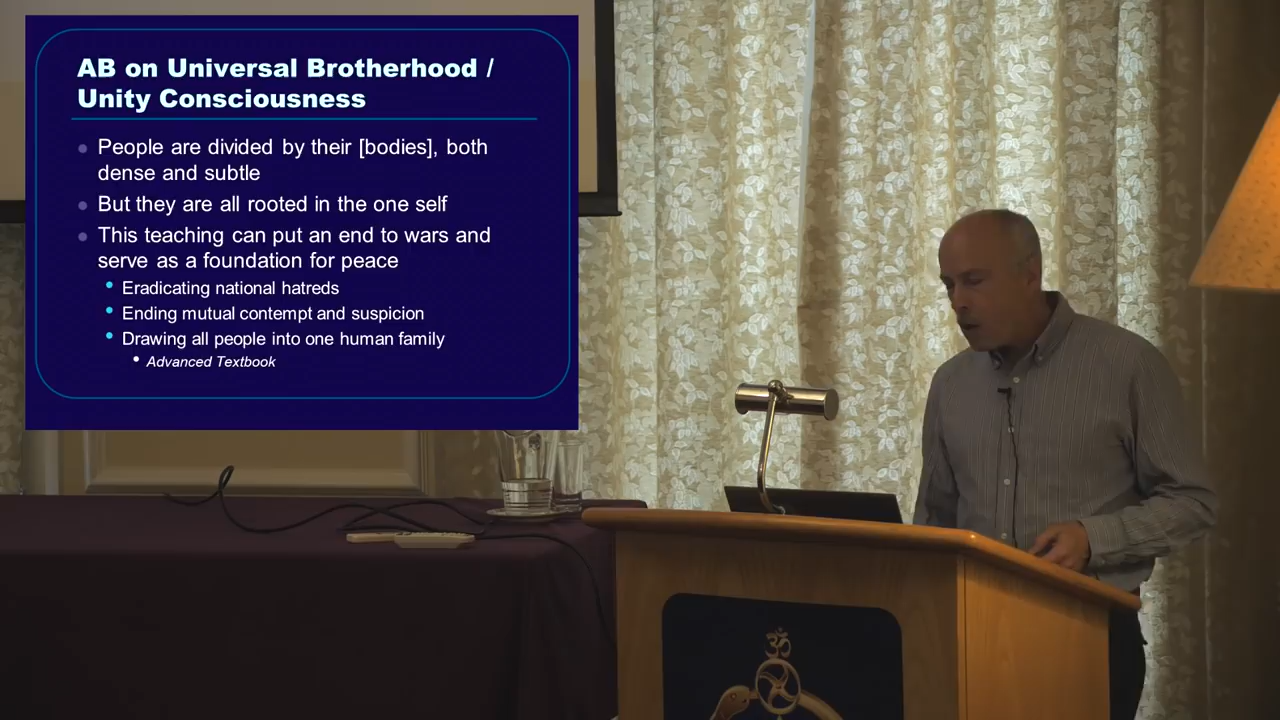 AB on Universal Brotherhood /
Unity Consciousness
People are divided by their [bodies], both
dense and subtle
But they are all rooted in the one self
This teaching can put an end to wars and
serve as a foundation for peace
Eradicating national hatreds
Ending mutual contempt and suspicion
Drawing all people into one human family
Advanced Textbook
ॐ